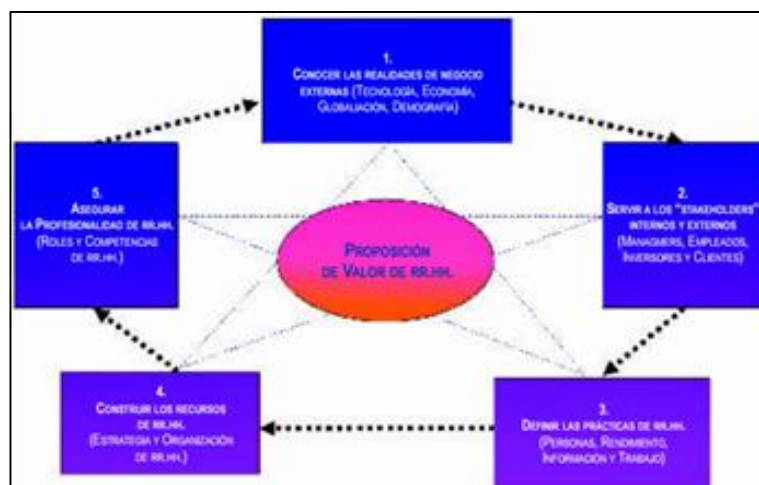 1.
CONOCER LAS REALIDADES DE NEGOCIO
EXTERNAS (TECNOLOGÍA, ECONOMÍA,
GLOBALIACIÓN, DEMOGRAFÍA)
2.
SERVIR A LOS "STAKEHOLDERS"
INTERNOS Y EXTERNOS
(MANAGMERS, EMPLEADOS,
INVERSORES Y CLIENTES)
3.
DEFINIR LAS PRÁCTICAS DE RR.HH.
(PERSONAS, RENDIMIENTO,
INFORMACIÓN Y TRABAJO)
4.
CONSTRUIR LOS RECURSOS
DE RR.HH.
(ESTRATEGIA Y ORGANIZACIÓN
DE RR.HH.)
5.
ASEGURAR
LA PROFESIONALIDAD DE RR.HH.
(ROLES Y COMPETENCIAS
DE RR.HH.)
PROPOSICIÓN
DE VALOR DE RR.HH.